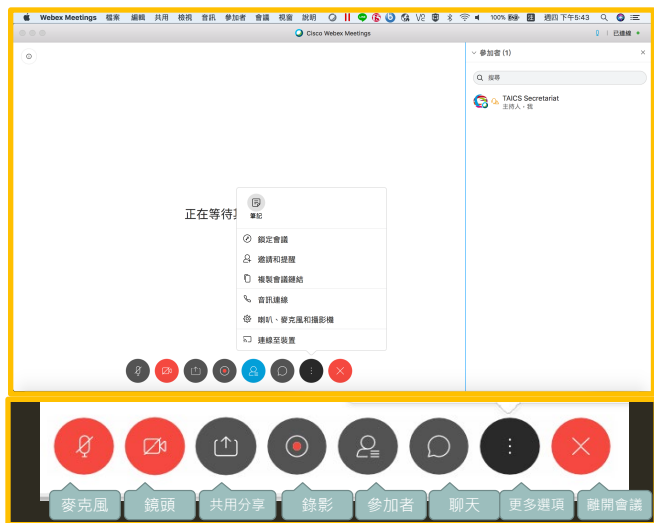 Webex Meetings 檔案 編輯 共用 檢視 音訊 參加者 會議 視窗 說明 100% 週四 下午5:43
Cisco Webex Meetings
已連線
參加者 (1)
搜尋
TAICS Secretariat
主持人、我
正在等待
筆記
鎖定會議
邀請和提醒
複製會議鏈結
音訊連線
喇叭、麥克風和攝影機
連線至裝置
麥克風 鏡頭 共用分享 錄影 參加者 聊天 更多選項 離開會議